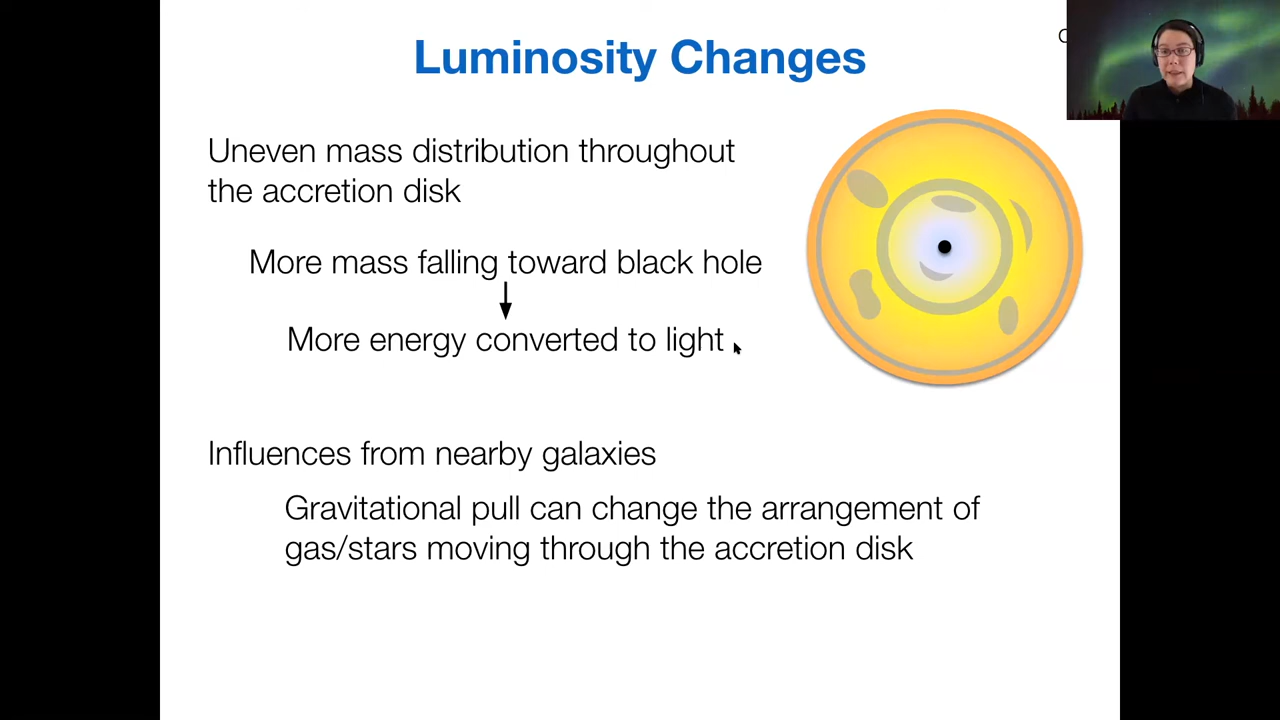 Luminosity Changes
Uneven mass distribution throughout
the accretion disk
More mass falling toward black hole
More energy converted to light
Influences from nearby galaxies
Gravitational pull can change the arrangement of
gas/stars moving through the accretion disk